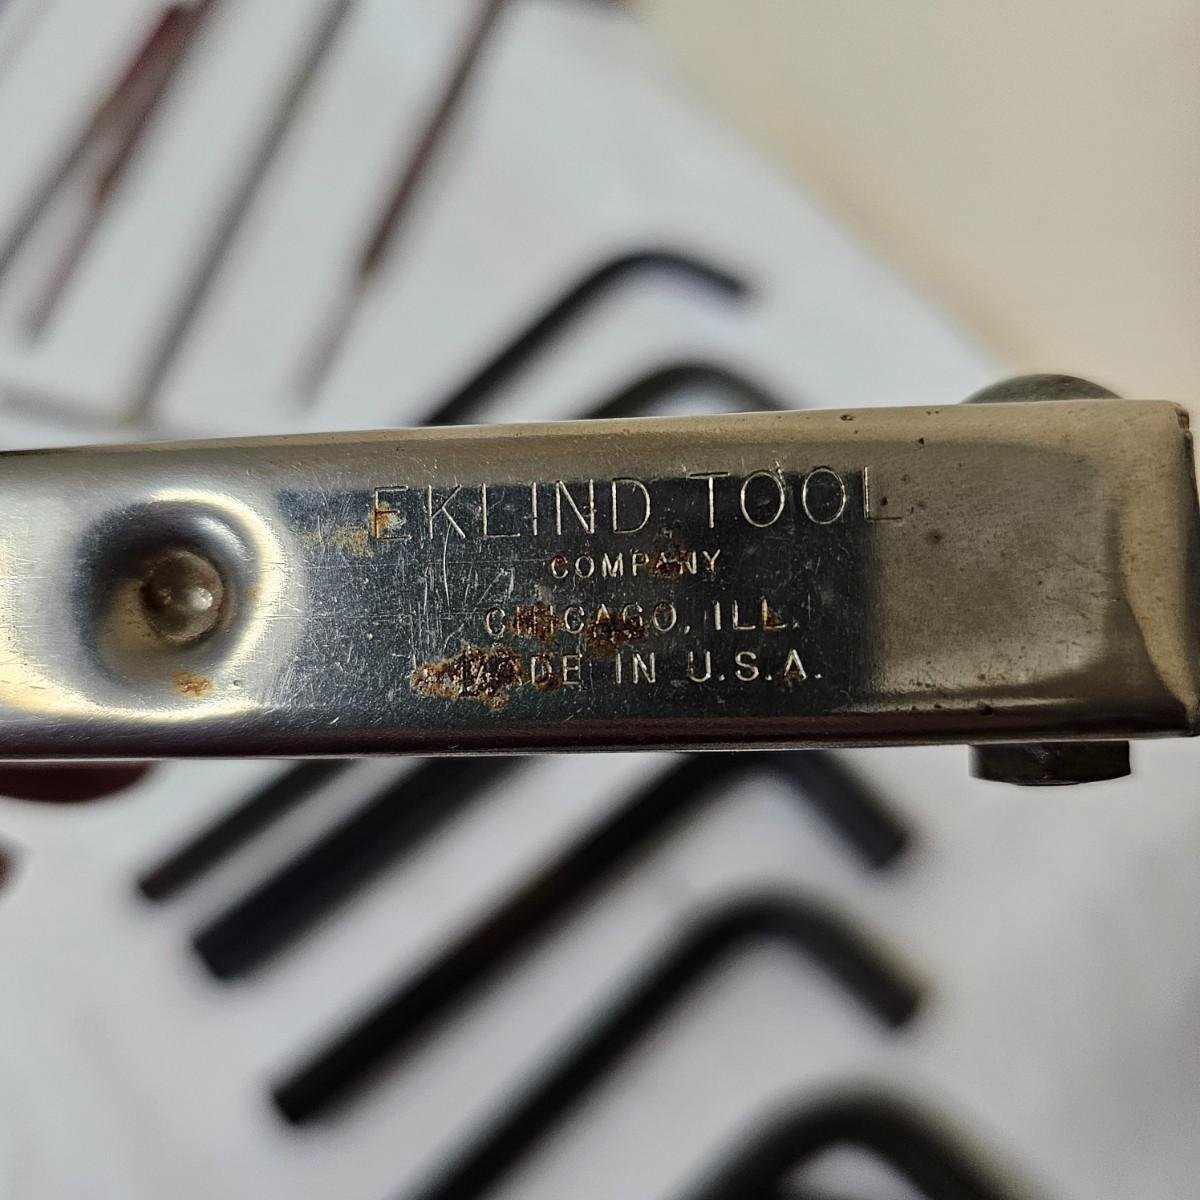 EKLIND TOOL
COMPANY
CHICAGO, ILL.
MADE IN U.S.A.